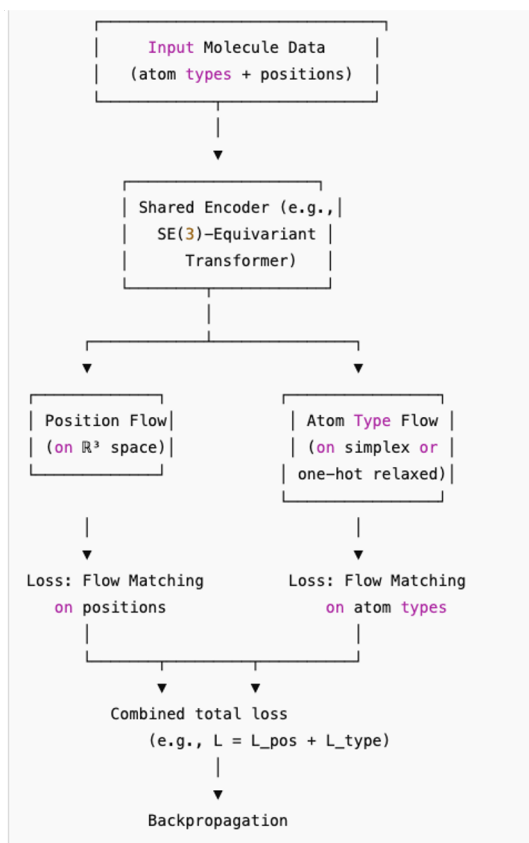 Input Molecule Data
(atom types + positions)
Shared Encoder (e.g.,
SE(3)-Equivariant
Transformer)
Position Flow
(on ℝ³ space)
Atom Type Flow
(on simplex or
one-hot relaxed)
Loss: Flow Matching
on positions
Loss: Flow Matching
on atom types
Combined total loss
(e.g., L = L_pos + L_type)
Backpropagation